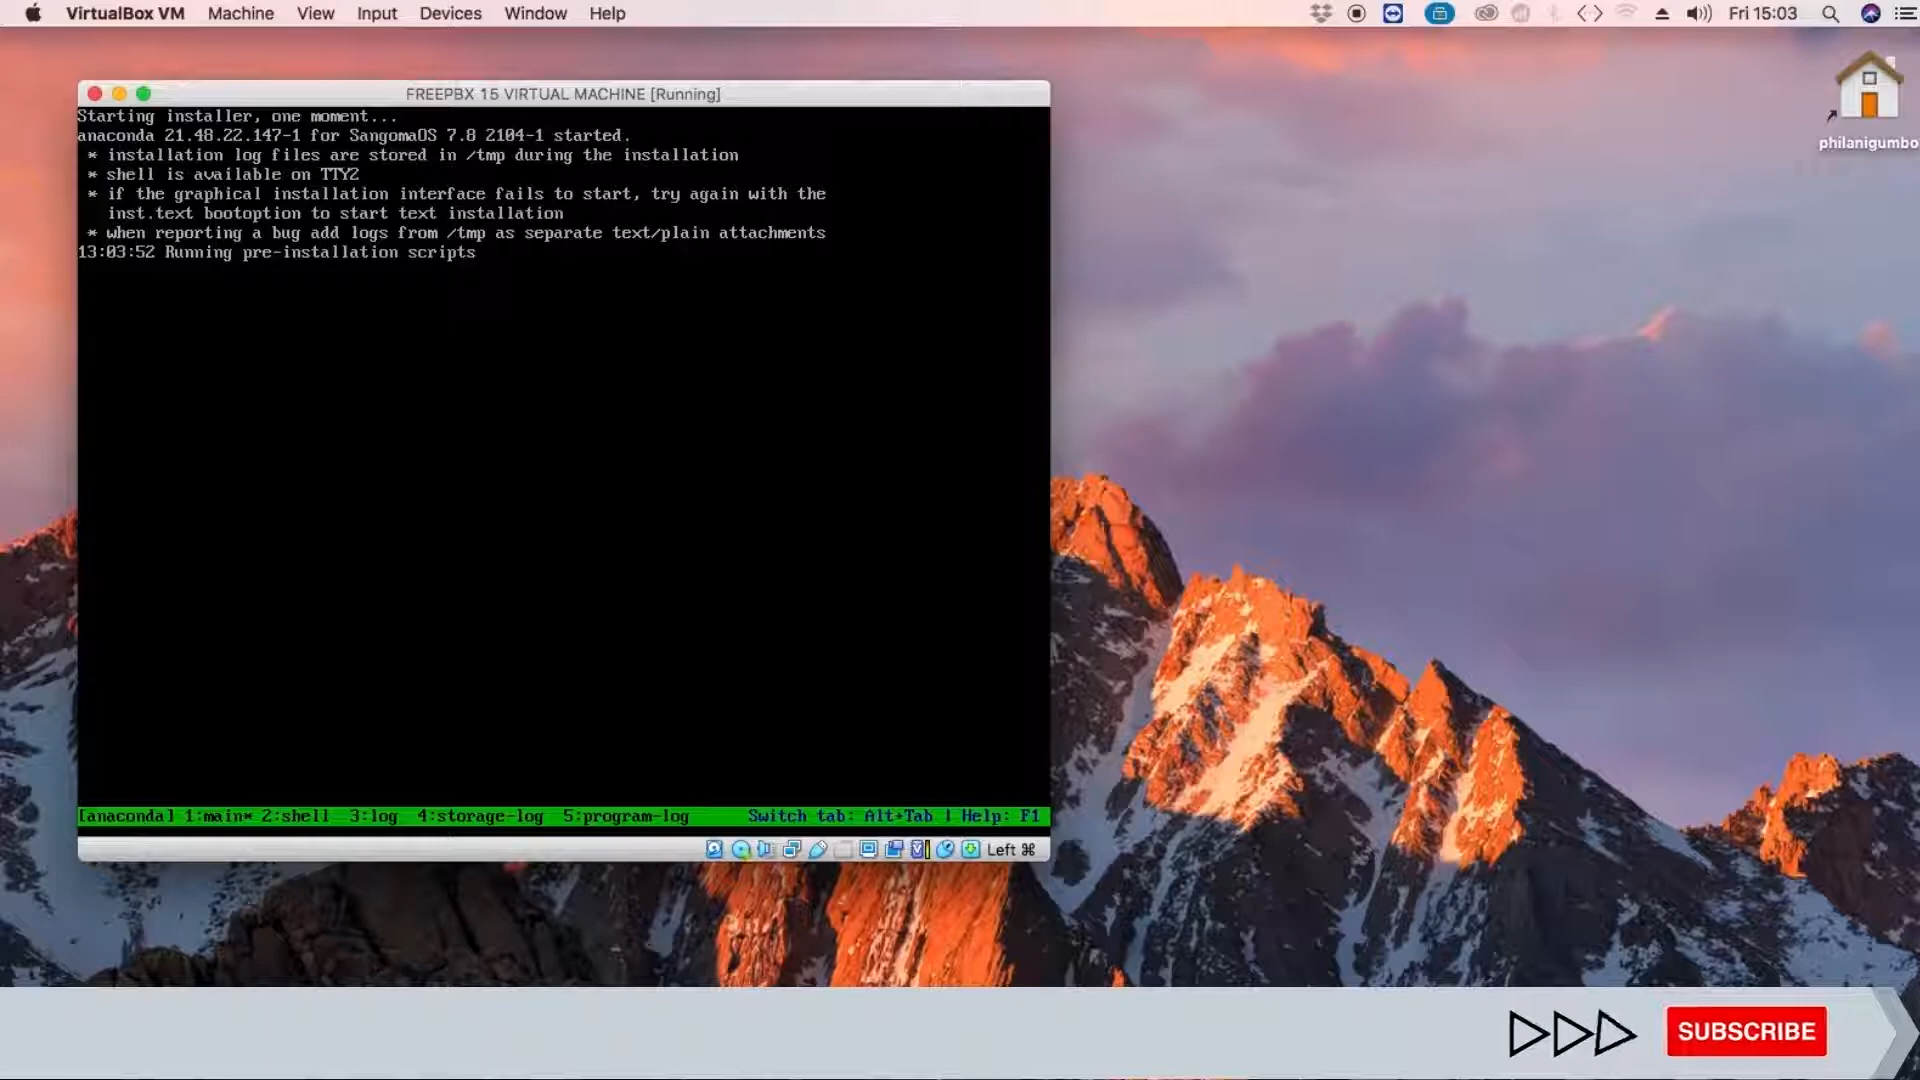 VirtualBox VM Machine View Input Devices Window Help Fri 15:03
philanigumbo
FREEPBX 15 VIRTUAL MACHINE [Running]
Starting installer, one moment...
anaconda 21.48.22.147-1 for SangomaOS 7.8 2104-1 started.
* installation log files are stored in /tmp during the installation
* shell is available on TTY2
* if the graphical installation interface fails to start, try again with the
inst.text bootoption to start text installation
* when reporting a bug add logs from /tmp as separate text/plain attachments
13:03:52 Running pre-installation scripts
[anaconda] 1:main* 2:shell 3:log 4:storage-log 5:program-log Switch tab: Alt+Tab | Help: F1
Left ⌘
SUBSCRIBE